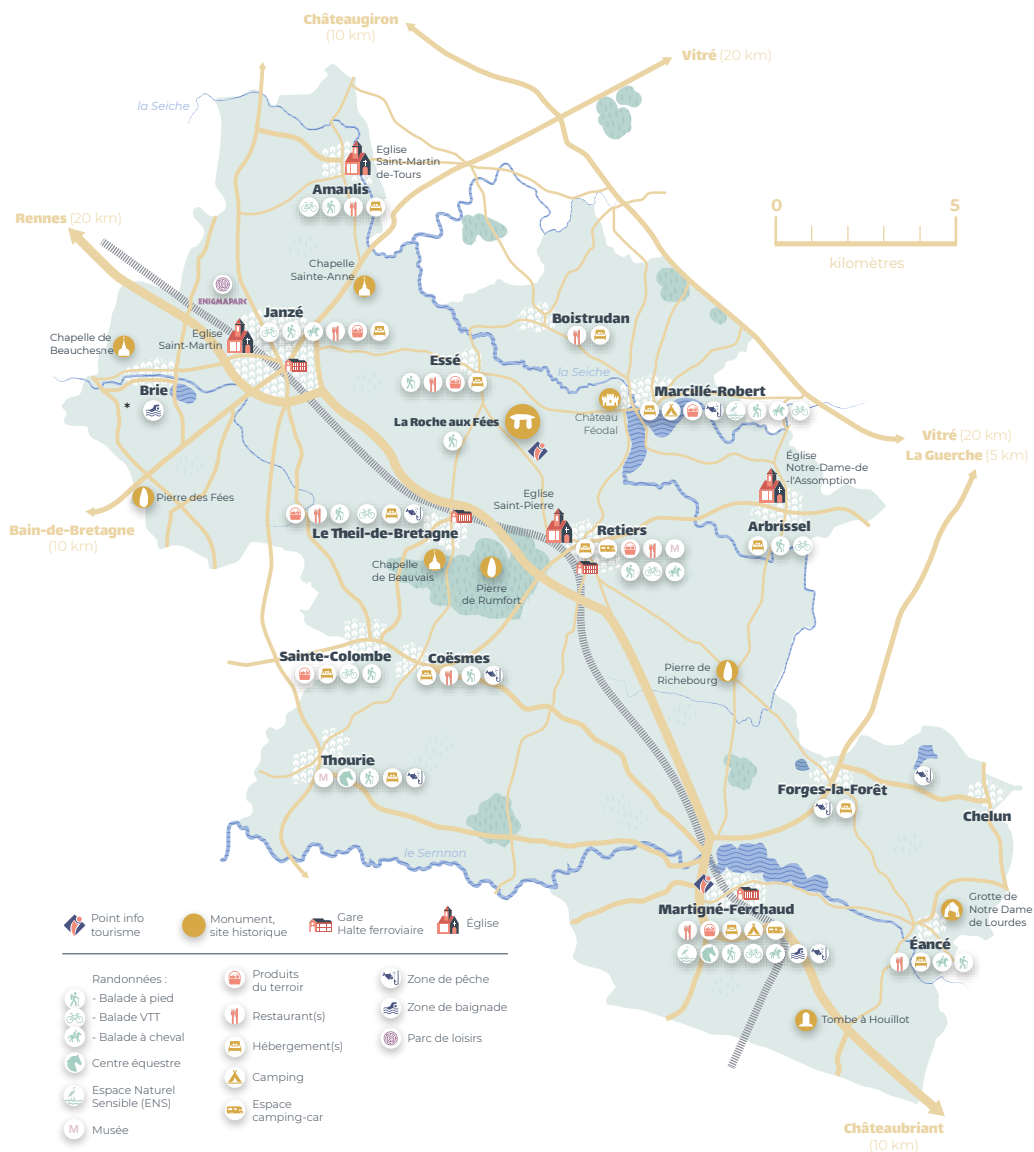 Châteaugiron
(10 km)
Vitré (20 km)
la Seiche
Eglise
Saint-Martin
de-Tours
Amanlis
Rennes (20 km)
0 5
kilomètres
Chapelle
Sainte-Anne
ENIGMAPARC
Janzé
Eglise
Saint-Martin
Chapelle de
Beauchesne
Boistrudan
Essé
la Seiche
Marcillé-Robert
Brie
*
Château
Féodal
La Roche aux Fées
Vitré (20 km)
La Guerche (5 km)
Église
Notre-Dame-de
-l'Assomption
Pierre des Fées
Eglise
Saint-Pierre
Bain-de-Bretagne
(10 km)
Le Theil-de-Bretagne
Retiers
M
Arbrissel
Chapelle
de Beauvais
Pierre
de Rumfort
Sainte-Colombe
Coësmes
Pierre de
Richebourg
Thourie
M
Forges-la-Forêt
Chelun
le Semnon
Martigné-Ferchaud
Grotte de
Notre Dame
de Lourdes
Éancé
Tombe à Houillot
Châteaubriant
(10 km)
Point info
tourisme
Monument,
site historique
Gare
Halte ferroviaire
Église
Randonnées :
- Balade à pied
- Balade VTT
- Balade à cheval
Centre équestre
Espace Naturel
Sensible (ENS)
M Musée
Produits
du terroir
Restaurant(s)
Hébergement(s)
Camping
Espace
camping-car
Zone de pêche
Zone de baignade
Parc de loisirs